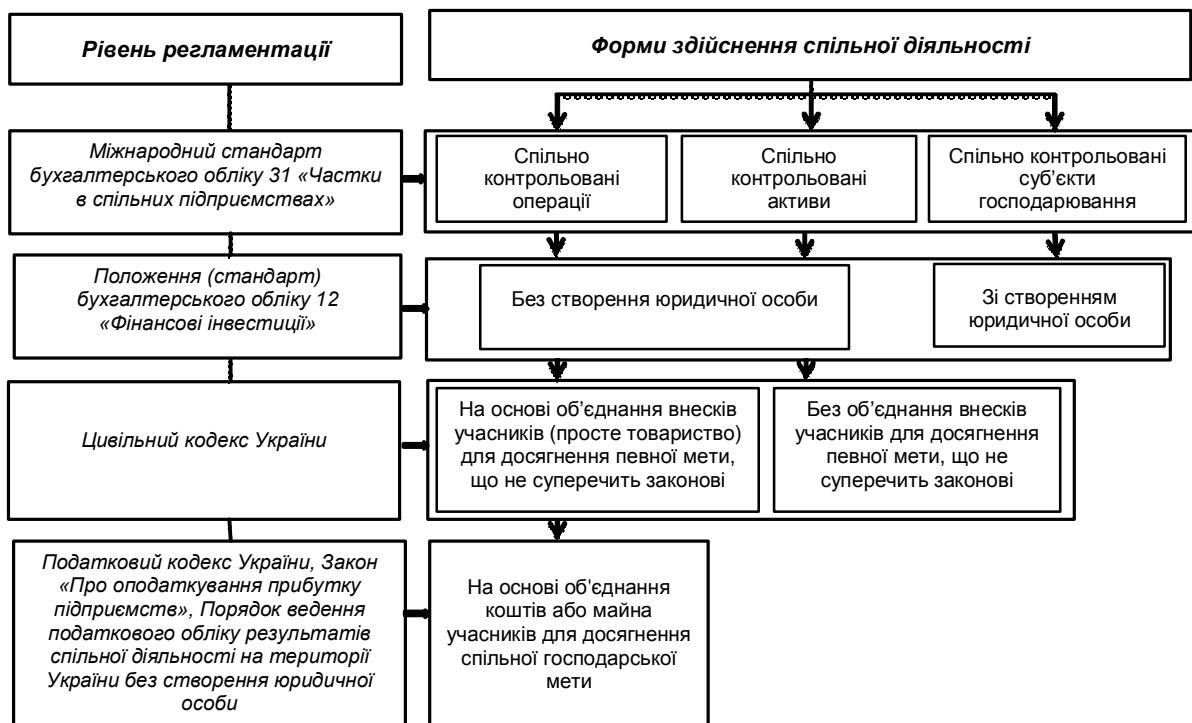 Рівень регламентації
Форми здійснення спільної діяльності
Міжнародний стандарт
бухгалтерського обліку 31 «Частки
в спільних підприємствах»
Спільно
контрольовані
операції
Спільно
контрольовані
активи
Спільно контрольовані
суб’єкти
господарювання
Положення (стандарт)
бухгалтерського обліку 12
«Фінансові інвестиції»
Без створення юридичної особи
Зі створенням
юридичної особи
Цивільний кодекс України
На основі об’єднання внесків
учасників (просте товариство)
для досягнення певної мети,
що не суперечить законові
Без об’єднання внесків
учасників для досягнення
певної мети, що не
суперечить законові
Податковий кодекс України, Закон
«Про оподаткування прибутку
підприємств», Порядок ведення
податкового обліку результатів
спільної діяльності на території
України без створення юридичної
особи
На основі об'єднання
коштів або майна
учасників для досягнення
спільної господарської
мети